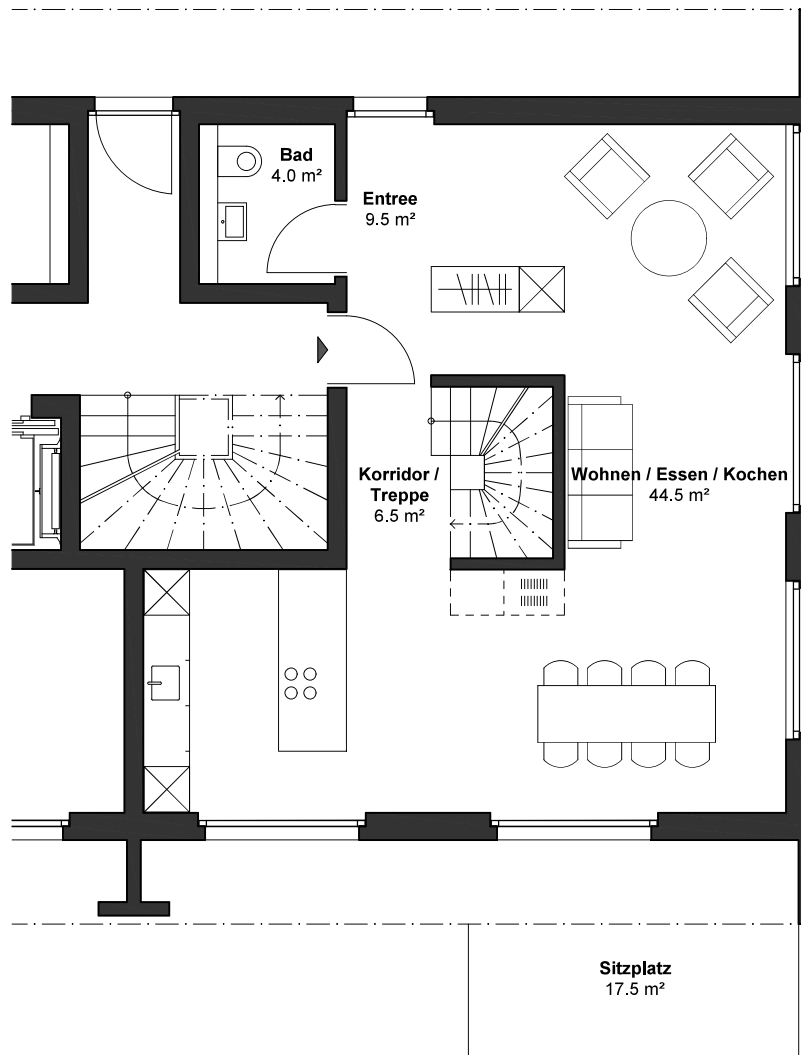 Bad
4.0 m²
Entree
9.5 m²
Korridor /
Treppe
6.5 m²
Wohnen / Essen / Kochen
44.5 m²
Sitzplatz
17.5 m²